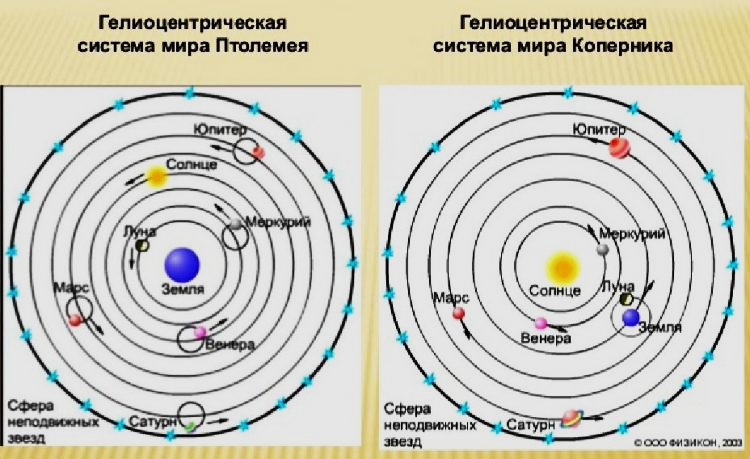 Гелиоцентрическая
система мира Птолемея
Гелиоцентрическая
система мира Коперника
Юпитер
Солнце
Меркурий
Луна
Земля
Марс
Венера
Сфера
неподвижных
звезд
Сатурн
Юпитер
Меркурий
Солнце
Луна
Марс
Земля
Венера
Сфера
неподвижных
звезд
Сатурн
© ООО ФИЗИКОН, 2003